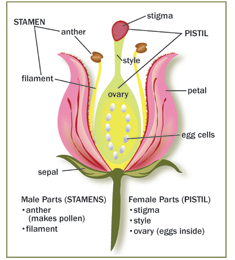 stigma
STAMEN
anther
PISTIL
style
filament
petal
ovary
egg cells
sepal
Male Parts (STAMENS)
•anther
(makes pollen)
•filament
Female Parts (PISTIL)
•stigma
•style
•ovary (eggs inside)